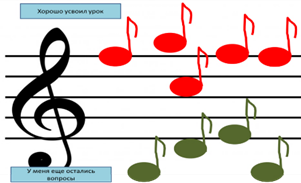 Хорошо усвоил урок
У меня еще остались
вопросы